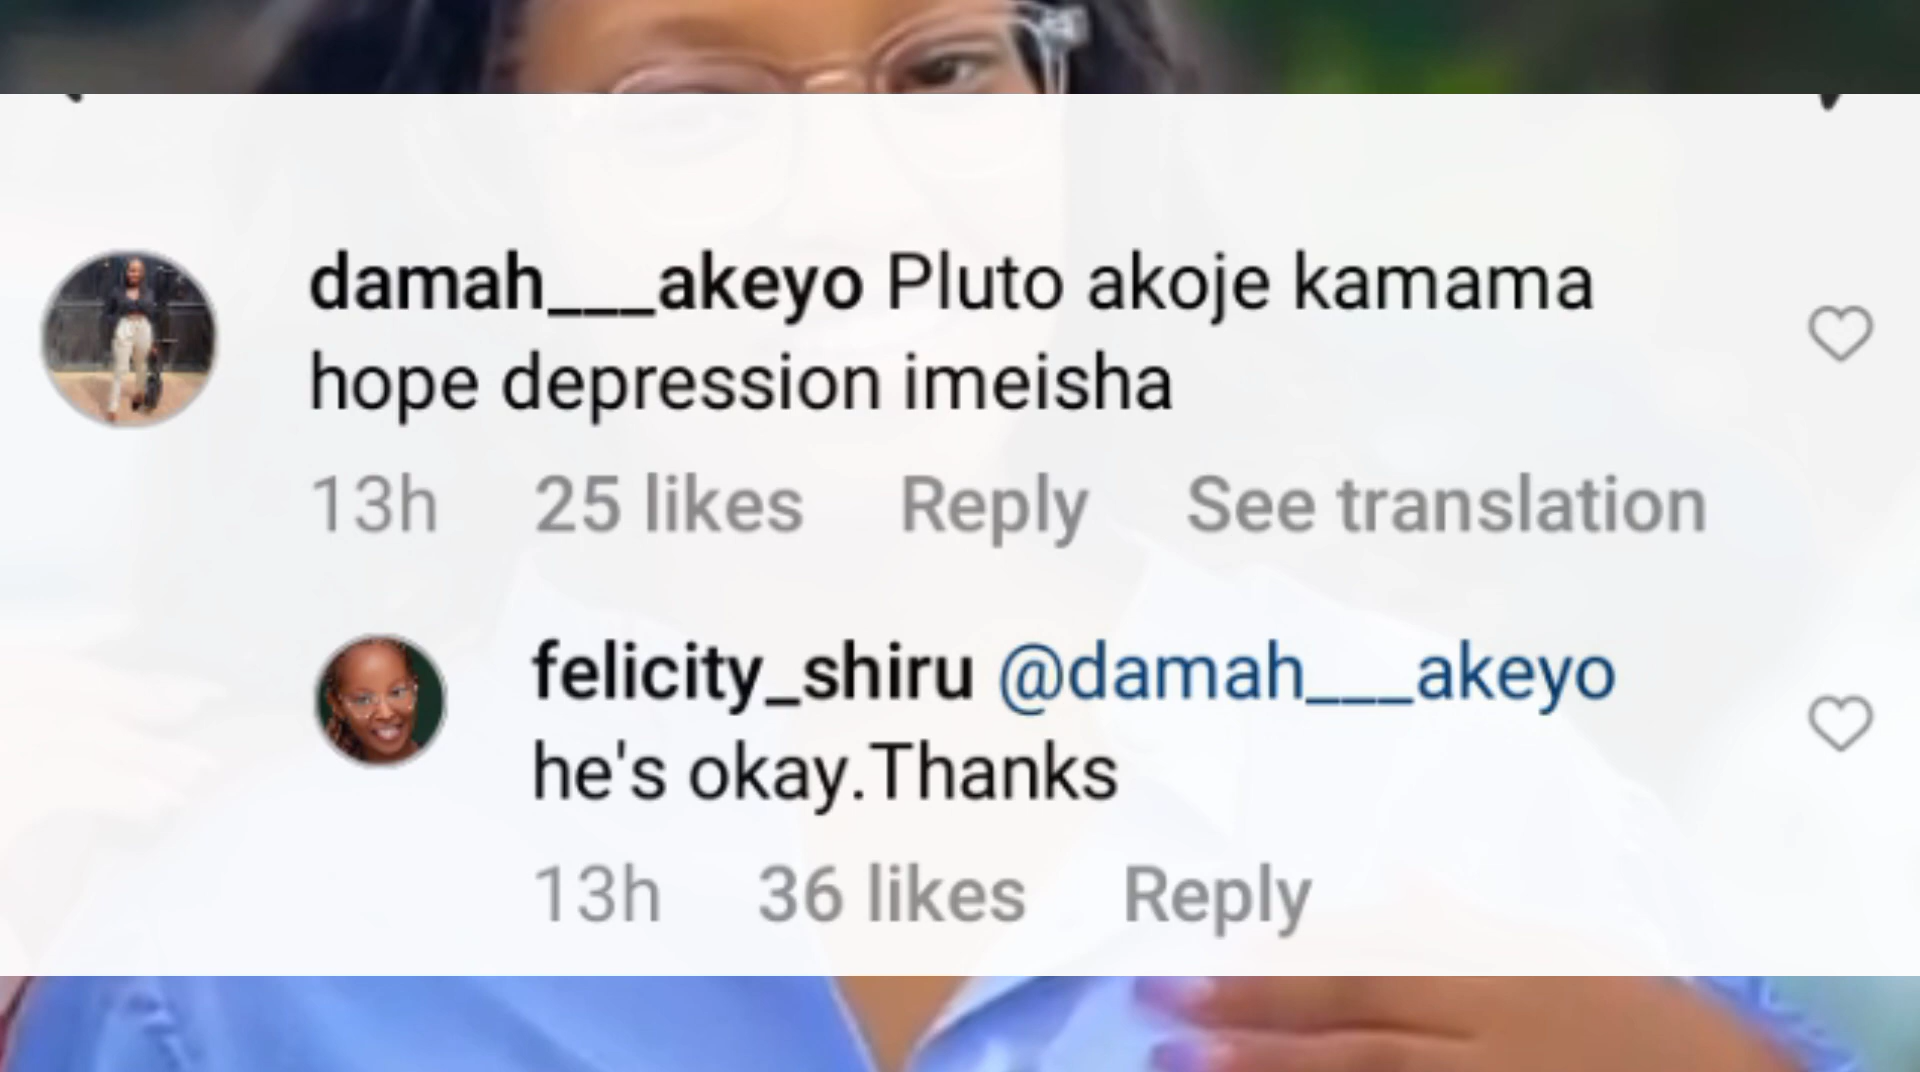 damah___akeyo Pluto akoje kamama
hope depression imeisha
13h 25 likes Reply See translation
felicity_shiru @damah___akeyo
he's okay.Thanks
13h 36 likes Reply